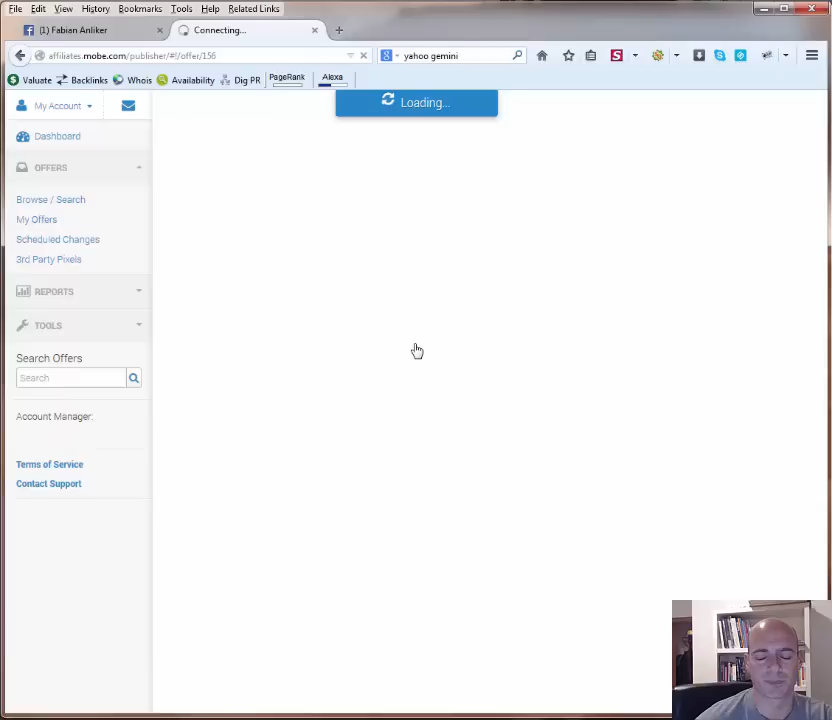 File Edit View History Bookmarks Tools Help Related Links
(1) Fabian Anliker
Connecting...
affiliates.mobe.com/publisher/#!/offer/156
yahoo gemini
Valuate Backlinks Whois Availability Dig PR PageRank Alexa
My Account
Loading...
Dashboard
OFFERS
Browse / Search
My Offers
Scheduled Changes
3rd Party Pixels
REPORTS
TOOLS
Search Offers
Search
Account Manager:
Terms of Service
Contact Support